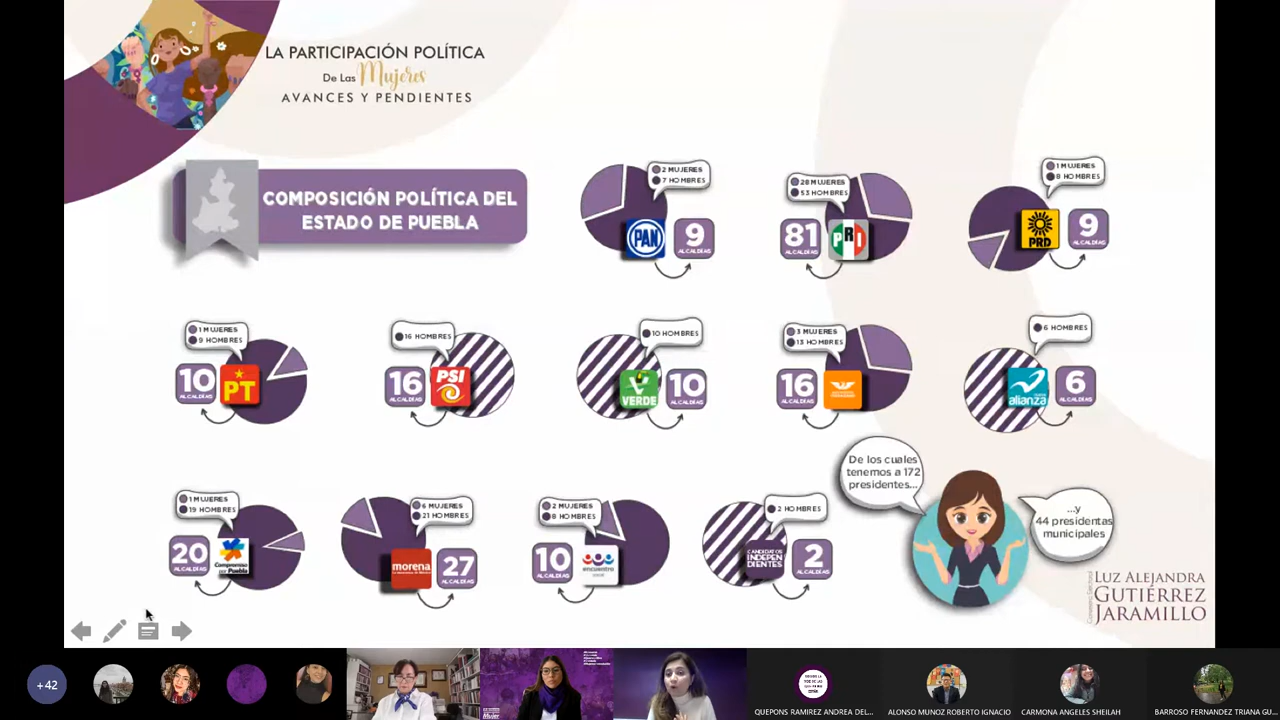 LA PARTICIPACIÓN POLÍTICA
De Las Mujeres
AVANCES Y PENDIENTES
COMPOSICIÓN POLÍTICA DEL
ESTADO DE PUEBLA
2 MUJERES
7 HOMBRES
PAN
9
ALCALDÍAS
28 MUJERES
53 HOMBRES
81
ALCALDÍAS
PRI
1 MUJERES
8 HOMBRES
PRD
9
ALCALDÍAS
1 MUJERES
9 HOMBRES
10
ALCALDÍAS
PT
16 HOMBRES
16
ALCALDÍAS
PSI
10 HOMBRES
VERDE
10
ALCALDÍAS
3 MUJERES
13 HOMBRES
16
ALCALDÍAS
6 HOMBRES
alianza
6
ALCALDÍAS
De los cuales
tenemos a 172
presidentes...
...y
44 presidentas
municipales
1 MUJERES
19 HOMBRES
20
ALCALDÍAS
Compromiso
por Puebla
6 MUJERES
21 HOMBRES
morena
27
ALCALDÍAS
2 MUJERES
8 HOMBRES
10
ALCALDÍAS
encuentro
social
2 HOMBRES
CANDIDATOS
INDEPEN
DIENTES
2
ALCALDÍAS
LUZ ALEJANDRA
GUTIÉRREZ
JARAMILLO
+42
Mujer
QUEPONS RAMIREZ ANDREA DEL...
ALONSO MUNOZ ROBERTO IGNACIO
CARMONA ANGELES SHEILAH
BARROSO FERNANDEZ TRIANA GU...